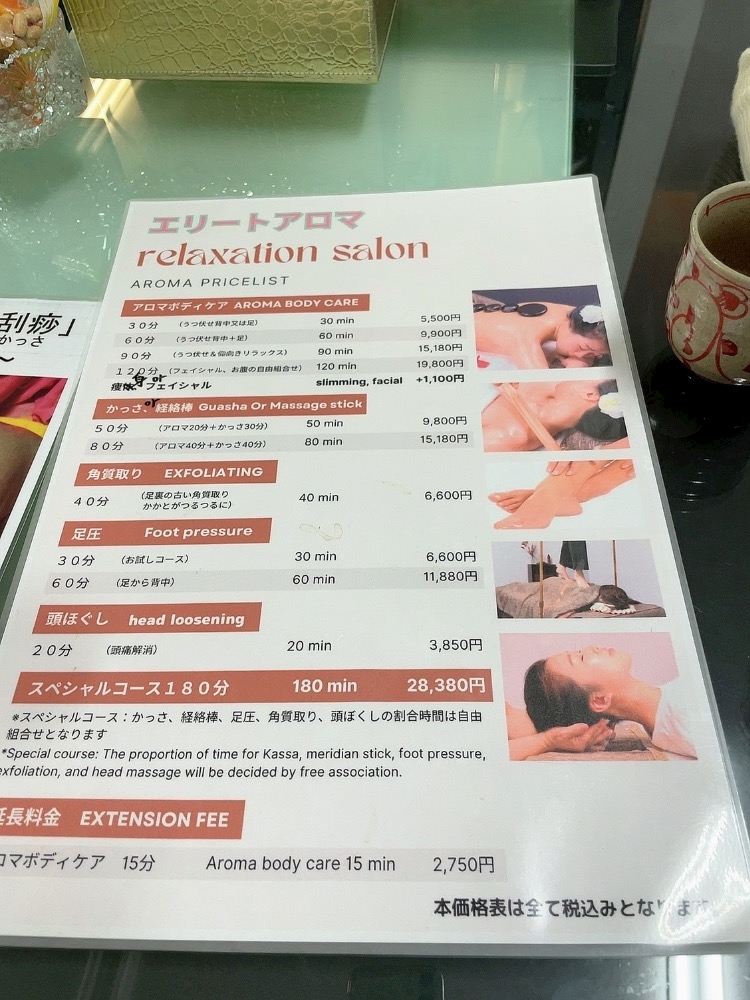 刮痧」
かっさ
～
エリートアロマ
relaxation salon
AROMA PRICELIST
アロマボディケア AROMA BODY CARE
30分 (うつ伏せ背中又は足) 30 min 5,500円
60分 (うつ伏せ背中＋足) 60 min 9,900円
90分 (うつ伏せ＆仰向きリラックス) 90 min 15,180円
120分 (フェイシャル、お腹の自由組合せ) 120 min 19,800円
痩身 or フェイシャル slimming, facial +1,100円
かっさ、or 経絡棒 Guasha Or Massage stick
50分 (アロマ20分＋かっさ30分) 50 min 9,800円
80分 (アロマ40分＋かっさ40分) 80 min 15,180円
角質取り EXFOLIATING
40分 (足裏の古い角質取り 40 min 6,600円
かかとがつるつるに)
足圧 Foot pressure
30分 (お試しコース) 30 min 6,600円
60分 (足から背中) 60 min 11,880円
頭ほぐし head loosening
20分 (頭痛解消) 20 min 3,850円
スペシャルコース180分 180 min 28,380円
*スペシャルコース：かっさ、経絡棒、足圧、角質取り、頭ほぐしの割合時間は自由
組合せとなります
*Special course: The proportion of time for Kassa, meridian stick, foot pressure,
exfoliation, and head massage will be decided by free association.
延長料金 EXTENSION FEE
ロマボディケア 15分 Aroma body care 15 min 2,750円
本価格表は全て税込みとなります